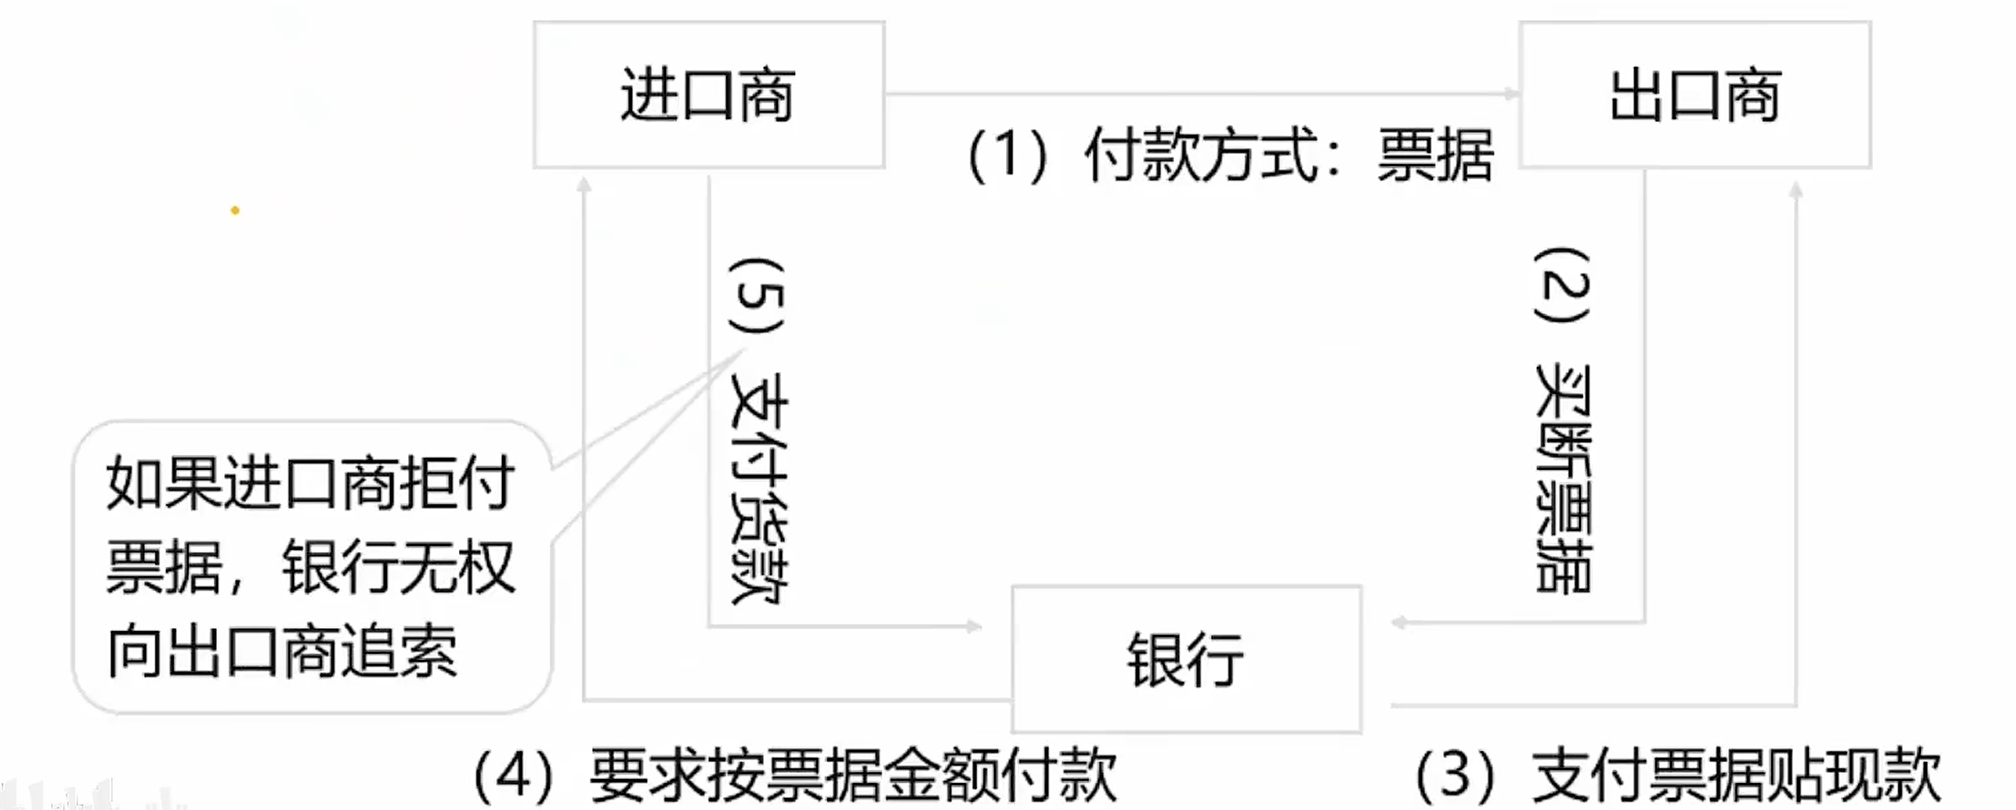 进口商
出口商
（1）付款方式：票据
（5）支付货款
（2）买断票据
如果进口商拒付
票据，银行无权
向出口商追索
银行
（4）要求按票据金额付款
（3）支付票据贴现款